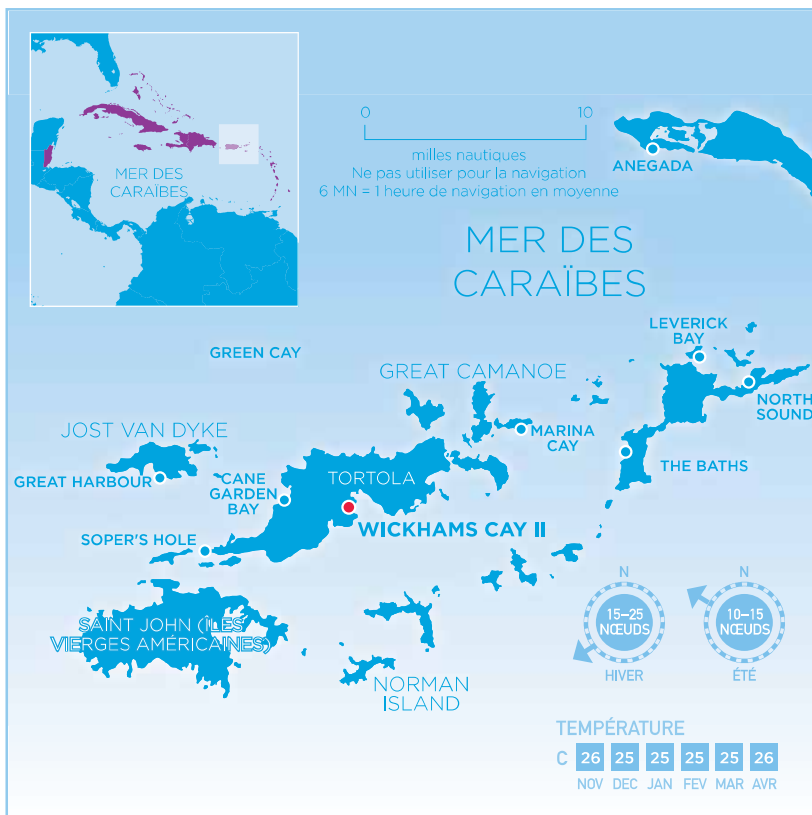 MER DES
CARAÏBES
0 10
milles nautiques
Ne pas utiliser pour la navigation
6 MN = 1 heure de navigation en moyenne
ANEGADA
MER DES
CARAÏBES
LEVERICK
BAY
GREEN CAY
GREAT CAMANOE
NORTH
SOUND
JOST VAN DYKE
MARINA
CAY
THE BATHS
GREAT HARBOUR
CANE
GARDEN
BAY
TORTOLA
WICKHAMS CAY II
SOPER'S HOLE
SAINT JOHN (ÎLES
VIERGES AMÉRICAINES)
NORMAN
ISLAND
N
15–25
NŒUDS
HIVER
N
10–15
NŒUDS
ÉTÉ
TEMPÉRATURE
C 26 25 25 25 25 26
NOV DEC JAN FEV MAR AVR